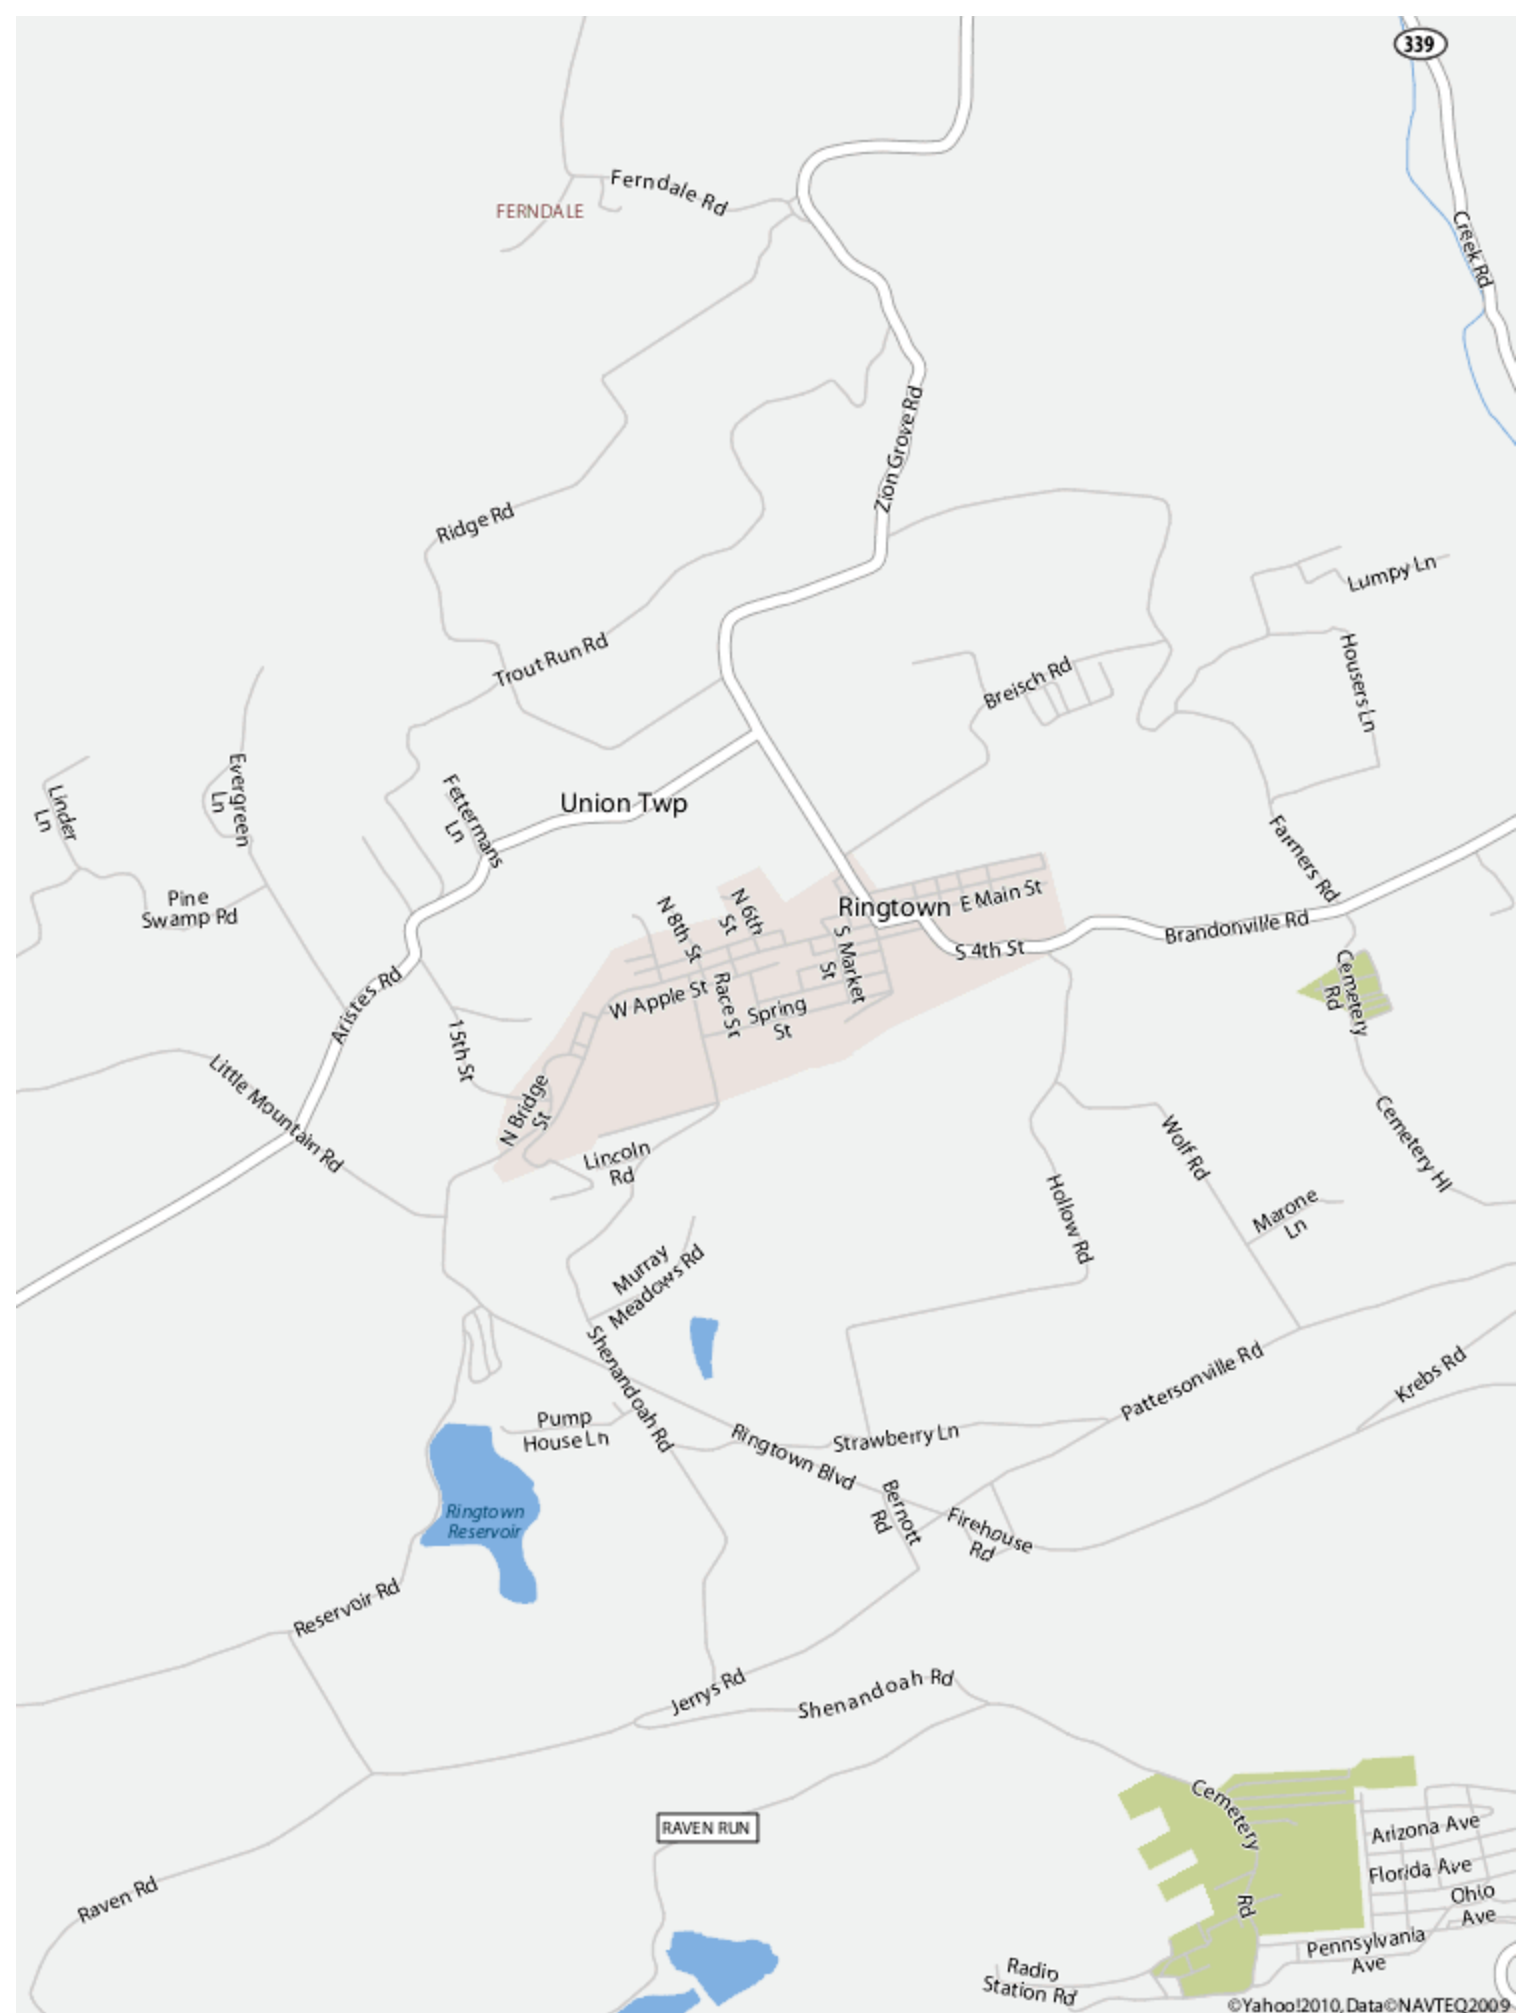 339
Ferndale Rd
FERNDALE
Creek Rd
Zion Grove Rd
Ridge Rd
Lumpy Ln
Trout Run Rd
Housers Ln
Breisch Rd
Evergreen
Ln
Linder
Ln
Fettermans
Ln
Union Twp
Farmers Rd
Pine
Swamp Rd
N 8th St
N 6th
St
Ringtown
E Main St
Brandonville Rd
S 4th St
S Market
St
Aristes Rd
W Apple St
Race St
Spring
St
Cemetery
Rd
15th St
Little Mountain Rd
N Bridge
St
Lincoln
Rd
Wolf Rd
Cemetery Hl
Hollow Rd
Marone
Ln
Murray
Meadows Rd
Shenandoah Rd
Pattersonville Rd
Krebs Rd
Pump
House Ln
Ringtown Blvd
Strawberry Ln
Bernott
Rd
Firehouse
Rd
Ringtown
Reservoir
Reservoir Rd
Jerrys Rd
Shenandoah Rd
Cemetery
Rd
RAVEN RUN
Arizona Ave
Florida Ave
Ohio
Ave
Raven Rd
Pennsylvania
Ave
Radio
Station Rd
©Yahoo!2010, Data©NAVTEQ2009